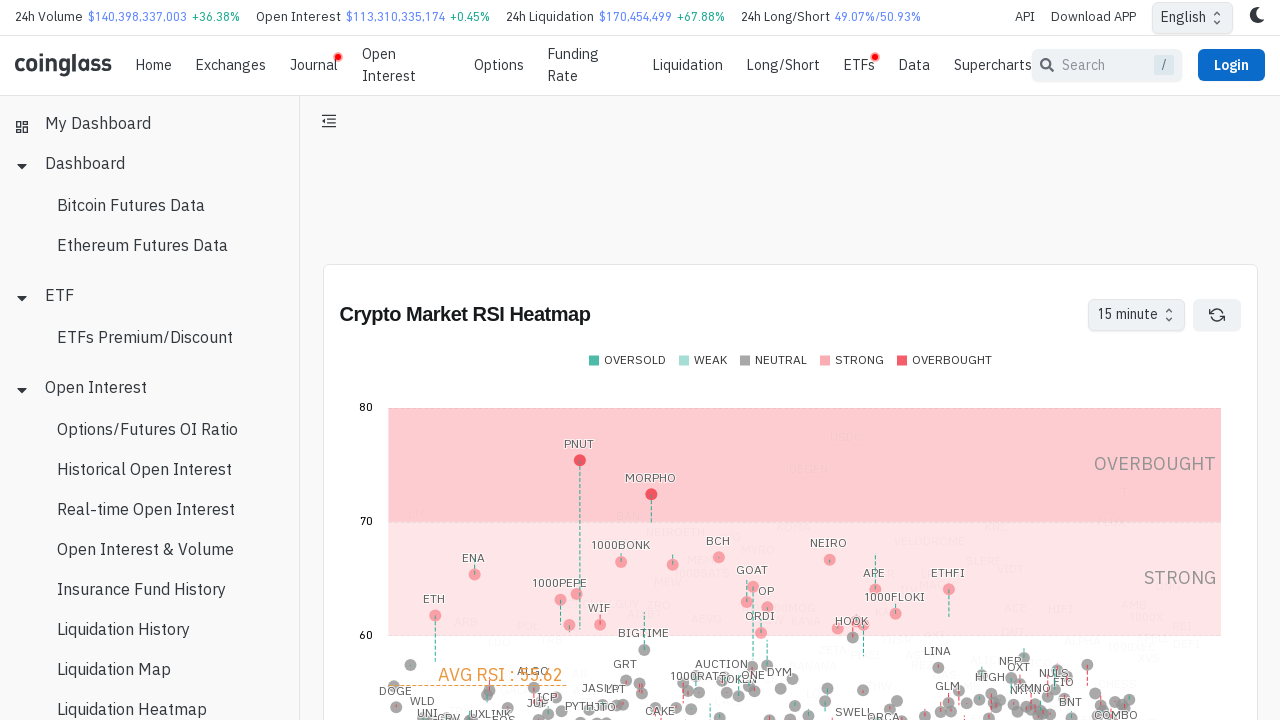 24h Volume $140,398,337,003 +36.38% Open Interest $113,310,335,174 +0.45% 24h Liquidation $170,454,499 +67.88% 24h Long/Short 49.07%/50.93% API Download APP English
coinglass Home Exchanges Journal Open Interest Options Funding Rate Liquidation Long/Short ETFs Data Supercharts Search / Login
My Dashboard
Dashboard
Bitcoin Futures Data
Ethereum Futures Data
ETF
ETFs Premium/Discount
Open Interest
Options/Futures OI Ratio
Historical Open Interest
Real-time Open Interest
Open Interest & Volume
Insurance Fund History
Liquidation History
Liquidation Map
Liquidation Heatmap
Crypto Market RSI Heatmap
15 minute
OVERSOLD WEAK NEUTRAL STRONG OVERBOUGHT
80
PNUT
OVERBOUGHT
MORPHO
70
BCH
NEIRO
1000BONK
ENA
GOAT
APE
ETHFI
STRONG
1000PEPE
OP
1000FLOKI
ETH
WIF
ORDI
HOOK
BIGTIME
60
LINA
NFP
GRT
AUCTION
OXT
AVG RSI : 55.62
ALGO
DYM
ONE
1000RATS
TOKEN
HIGH
NULS
FIO
DOGE
JASMY
LPT
GLM
KMNO
WLD
ICP
JUP
BNT
PYTH
JTO
CAKE
UNI
UXLINK
SWELL
ORCA
COMBO
CRV
EOS